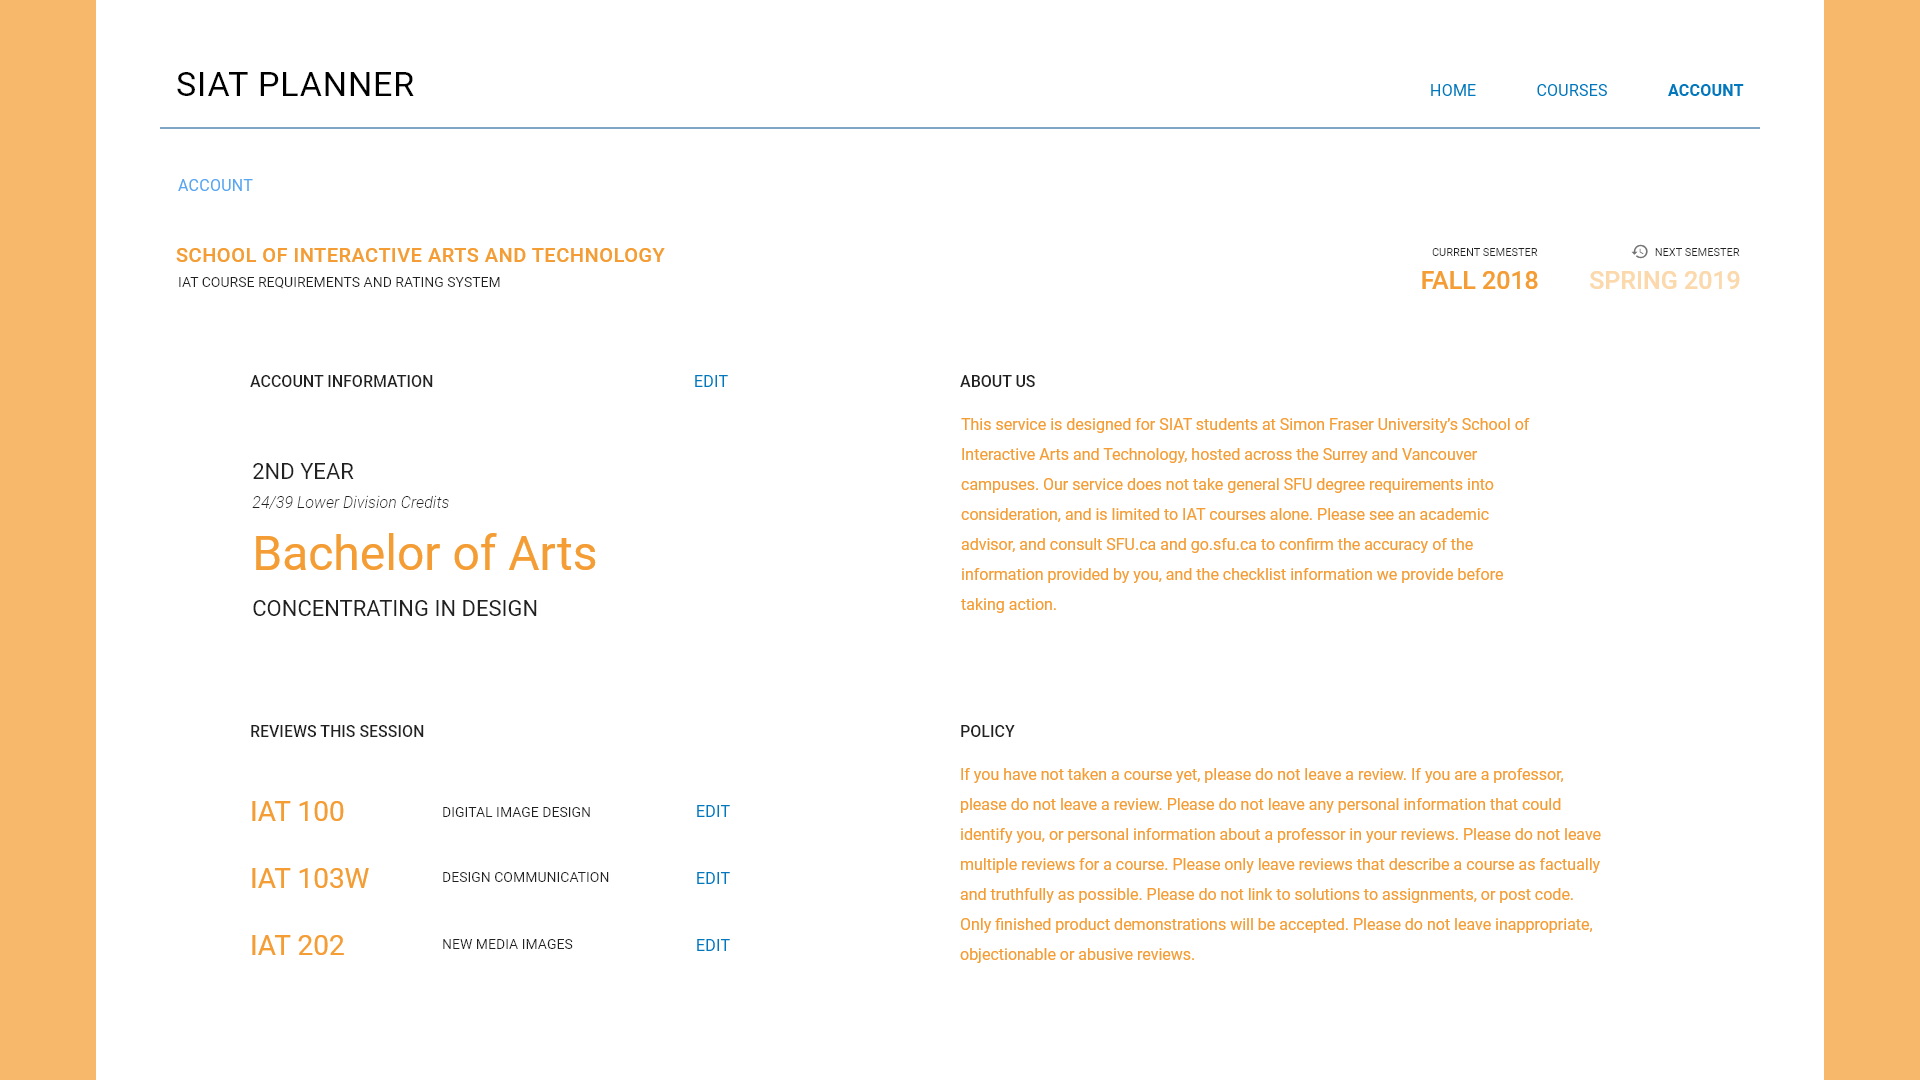 SIAT PLANNER
HOME COURSES ACCOUNT
ACCOUNT
SCHOOL OF INTERACTIVE ARTS AND TECHNOLOGY
IAT COURSE REQUIREMENTS AND RATING SYSTEM
CURRENT SEMESTER
FALL 2018
NEXT SEMESTER
SPRING 2019
ACCOUNT INFORMATION EDIT
2ND YEAR
24/39 Lower Division Credits
Bachelor of Arts
CONCENTRATING IN DESIGN
ABOUT US
This service is designed for SIAT students at Simon Fraser University's School of
Interactive Arts and Technology, hosted across the Surrey and Vancouver
campuses. Our service does not take general SFU degree requirements into
consideration, and is limited to IAT courses alone. Please see an academic
advisor, and consult SFU.ca and go.sfu.ca to confirm the accuracy of the
information provided by you, and the checklist information we provide before
taking action.
REVIEWS THIS SESSION
IAT 100 DIGITAL IMAGE DESIGN EDIT
IAT 103W DESIGN COMMUNICATION EDIT
IAT 202 NEW MEDIA IMAGES EDIT
POLICY
If you have not taken a course yet, please do not leave a review. If you are a professor,
please do not leave a review. Please do not leave any personal information that could
identify you, or personal information about a professor in your reviews. Please do not leave
multiple reviews for a course. Please only leave reviews that describe a course as factually
and truthfully as possible. Please do not link to solutions to assignments, or post code.
Only finished product demonstrations will be accepted. Please do not leave inappropriate,
objectionable or abusive reviews.